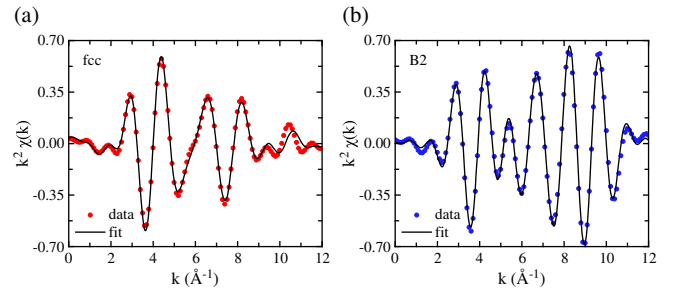 (a)
fcc
k² χ(k)
0.70
0.35
0.00
-0.35
-0.70
data
fit
0 2 4 6 8 10 12
k (Å⁻¹)
(b)
B2
k² χ(k)
0.70
0.35
0.00
-0.35
-0.70
data
fit
0 2 4 6 8 10 12
k (Å⁻¹)